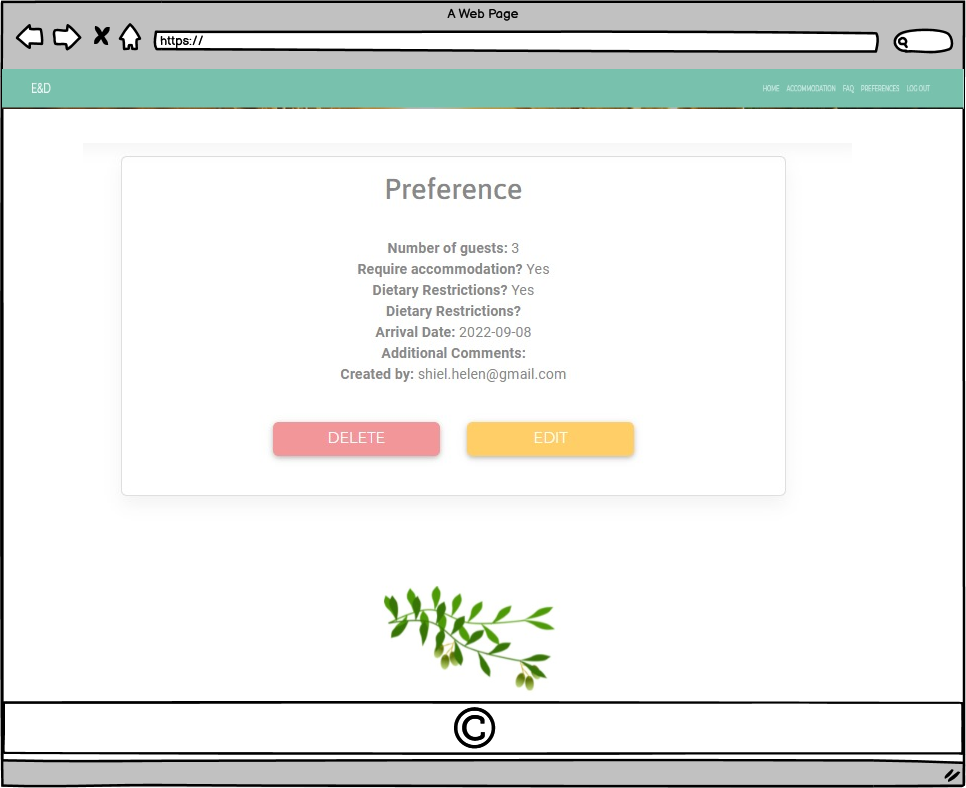 A Web Page
https://
E&D
HOME ACCOMMODATION FAQ PREFERENCES LOG OUT
Preference
Number of guests: 3
Require accommodation? Yes
Dietary Restrictions? Yes
Dietary Restrictions?
Arrival Date: 2022-09-08
Additional Comments:
Created by: shiel.helen@gmail.com
DELETE EDIT
©